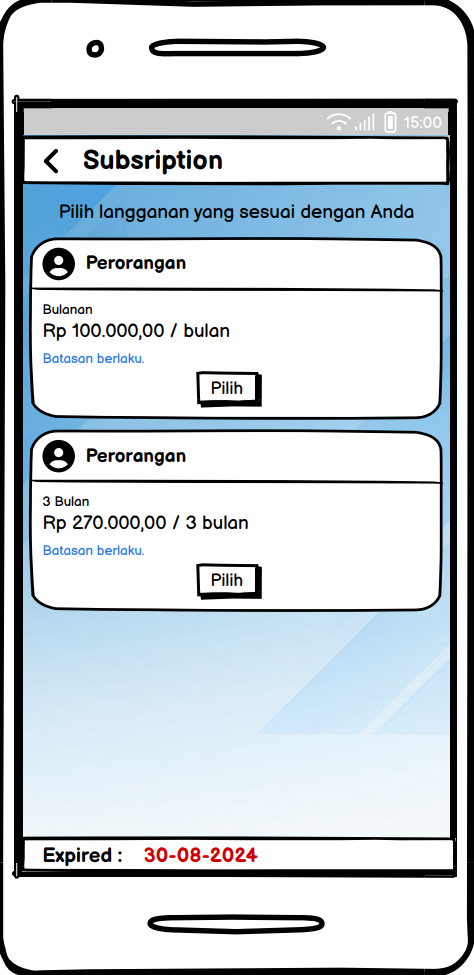 15:00
Subsription
Pilih langganan yang sesuai dengan Anda
Perorangan
Bulanan
Rp 100.000,00 / bulan
Batasan berlaku.
Pilih
Perorangan
3 Bulan
Rp 270.000,00 / 3 bulan
Batasan berlaku.
Pilih
Expired : 30-08-2024